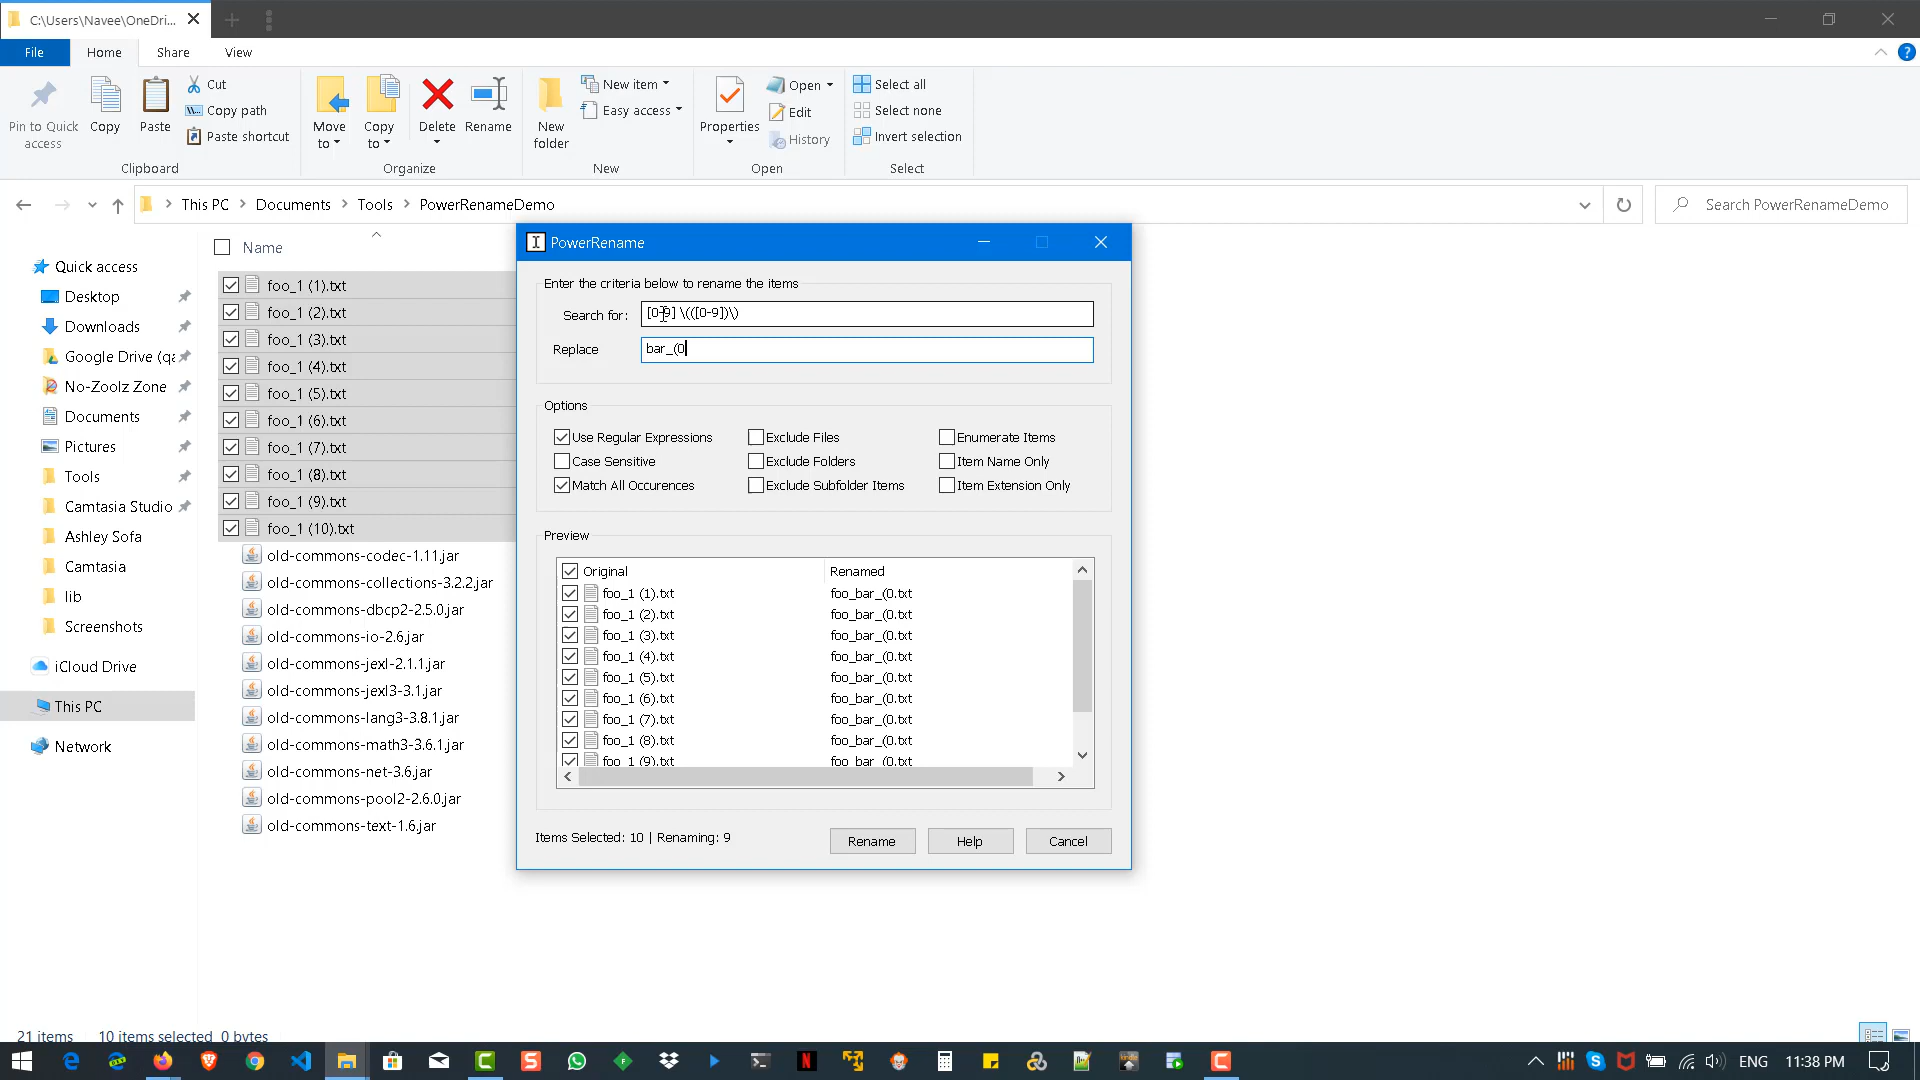 C:\Users\Navee\OneDri...
File Home Share View
Pin to Quick access
Copy
Paste
Cut
Copy path
Paste shortcut
Clipboard
Move to
Copy to
Delete
Rename
Organize
New folder
New item
Easy access
New
Properties
Open
Edit
History
Open
Select all
Select none
Invert selection
Select
This PC > Documents > Tools > PowerRenameDemo
Search PowerRenameDemo
Quick access
Desktop
Downloads
Google Drive (qa
No-Zoolz Zone
Documents
Pictures
Tools
Camtasia Studio
Ashley Sofa
Camtasia
lib
Screenshots
iCloud Drive
This PC
Network
Name
foo_1 (1).txt
foo_1 (2).txt
foo_1 (3).txt
foo_1 (4).txt
foo_1 (5).txt
foo_1 (6).txt
foo_1 (7).txt
foo_1 (8).txt
foo_1 (9).txt
foo_1 (10).txt
old-commons-codec-1.11.jar
old-commons-collections-3.2.2.jar
old-commons-dbcp2-2.5.0.jar
old-commons-io-2.6.jar
old-commons-jexl-2.1.1.jar
old-commons-jexl3-3.1.jar
old-commons-lang3-3.8.1.jar
old-commons-math3-3.6.1.jar
old-commons-net-3.6.jar
old-commons-pool2-2.6.0.jar
old-commons-text-1.6.jar
PowerRename
Enter the criteria below to rename the items
Search for: [0-9] \(([0-9])\)
Replace bar_(0
Options
Use Regular Expressions Exclude Files Enumerate Items
Case Sensitive Exclude Folders Item Name Only
Match All Occurences Exclude Subfolder Items Item Extension Only
Preview
Original Renamed
foo_1 (1).txt foo_bar_(0.txt
foo_1 (2).txt foo_bar_(0.txt
foo_1 (3).txt foo_bar_(0.txt
foo_1 (4).txt foo_bar_(0.txt
foo_1 (5).txt foo_bar_(0.txt
foo_1 (6).txt foo_bar_(0.txt
foo_1 (7).txt foo_bar_(0.txt
foo_1 (8).txt foo_bar_(0.txt
foo_1 (9).txt foo_bar_(0.txt
Items Selected: 10 | Renaming: 9
Rename Help Cancel
21 items 10 items selected 0 bytes
ENG 11:38 PM